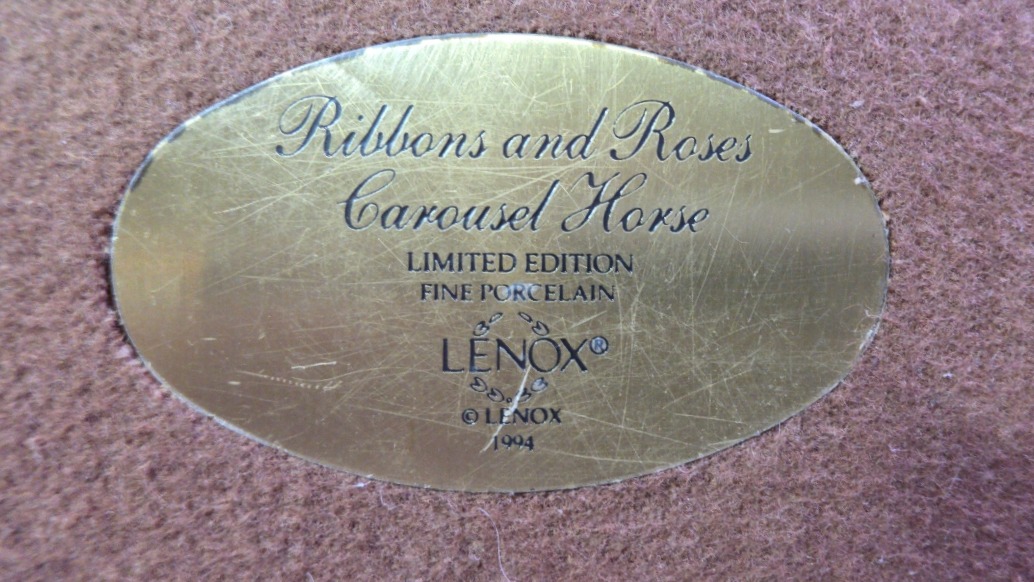 Ribbons and Roses
Carousel Horse
LIMITED EDITION
FINE PORCELAIN
LENOX®
© LENOX
1994